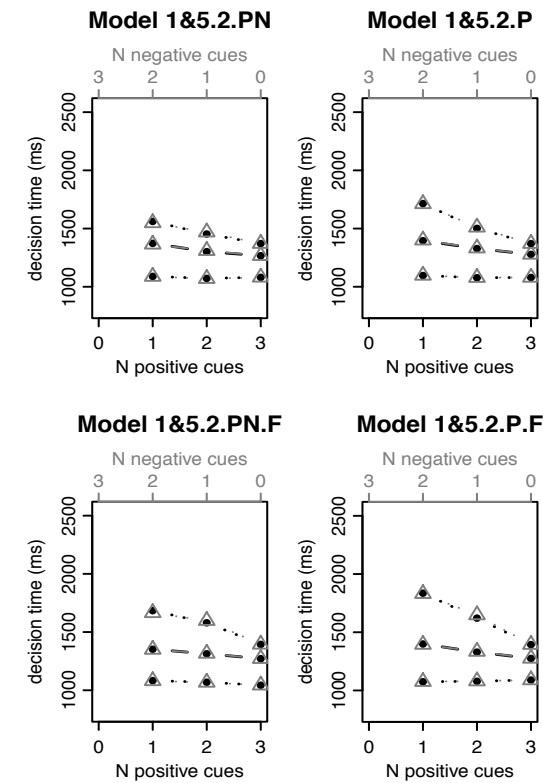 Model 1&5.2.PN
N negative cues
3 2 1 0
decision time (ms)
2500
2000
1500
1000
0 1 2 3
N positive cues
Model 1&5.2.P
N negative cues
3 2 1 0
decision time (ms)
2500
2000
1500
1000
0 1 2 3
N positive cues
Model 1&5.2.PN.F
N negative cues
3 2 1 0
decision time (ms)
2500
2000
1500
1000
0 1 2 3
N positive cues
Model 1&5.2.P.F
N negative cues
3 2 1 0
decision time (ms)
2500
2000
1500
1000
0 1 2 3
N positive cues